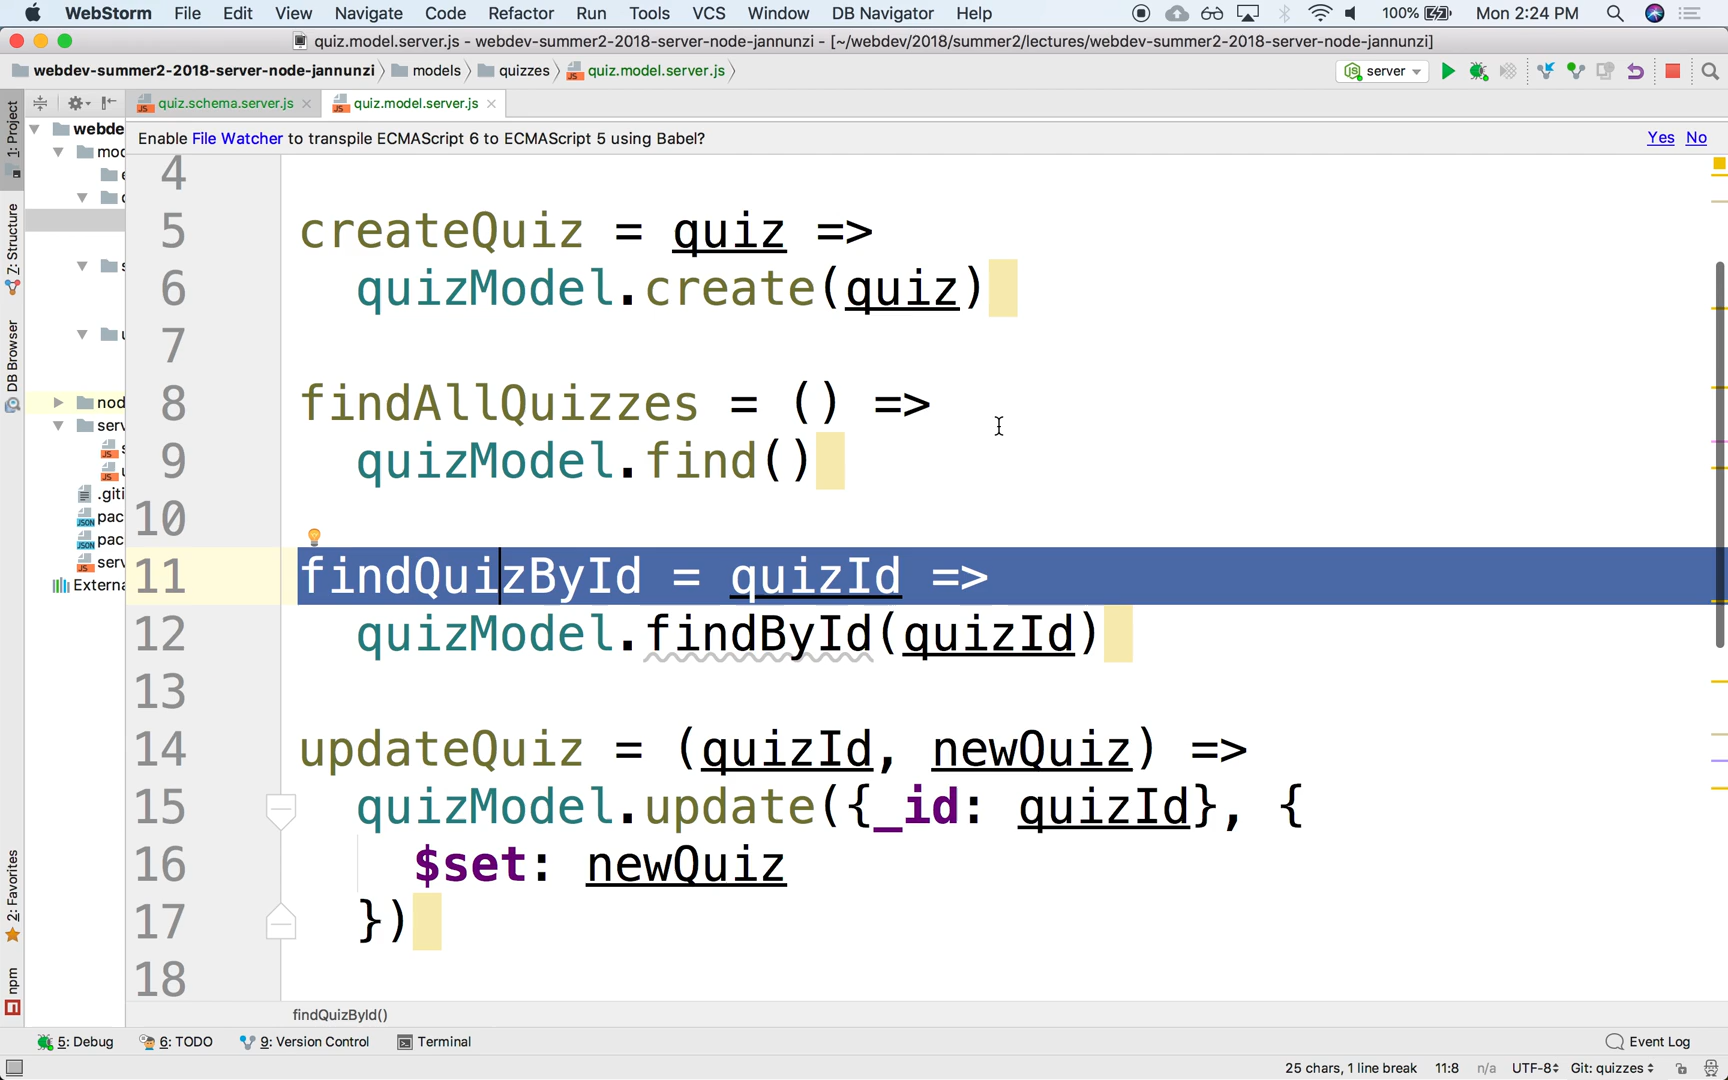 WebStorm File Edit View Navigate Code Refactor Run Tools VCS Window DB Navigator Help 100% Mon 2:24 PM
quiz.model.server.js - webdev-summer2-2018-server-node-jannunzi - [~/webdev/2018/summer2/lectures/webdev-summer2-2018-server-node-jannunzi]
webdev-summer2-2018-server-node-jannunzi models quizzes quiz.model.server.js server
quiz.schema.server.js quiz.model.server.js
Enable File Watcher to transpile ECMAScript 6 to ECMAScript 5 using Babel? Yes No
1: Project
7: Structure
DB Browser
2: Favorites
npm
webde
nod
serv
.giti
pac
pac
serv
Externa
4
5 createQuiz = quiz =>
6 quizModel.create(quiz)
7
8 findAllQuizzes = () =>
9 quizModel.find()
10
11 findQuizById = quizId =>
12 quizModel.findById(quizId)
13
14 updateQuiz = (quizId, newQuiz) =>
15 quizModel.update({_id: quizId}, {
16 $set: newQuiz
17 })
18
findQuizById()
5: Debug 6: TODO 9: Version Control Terminal Event Log
25 chars, 1 line break 11:8 n/a UTF-8 Git: quizzes